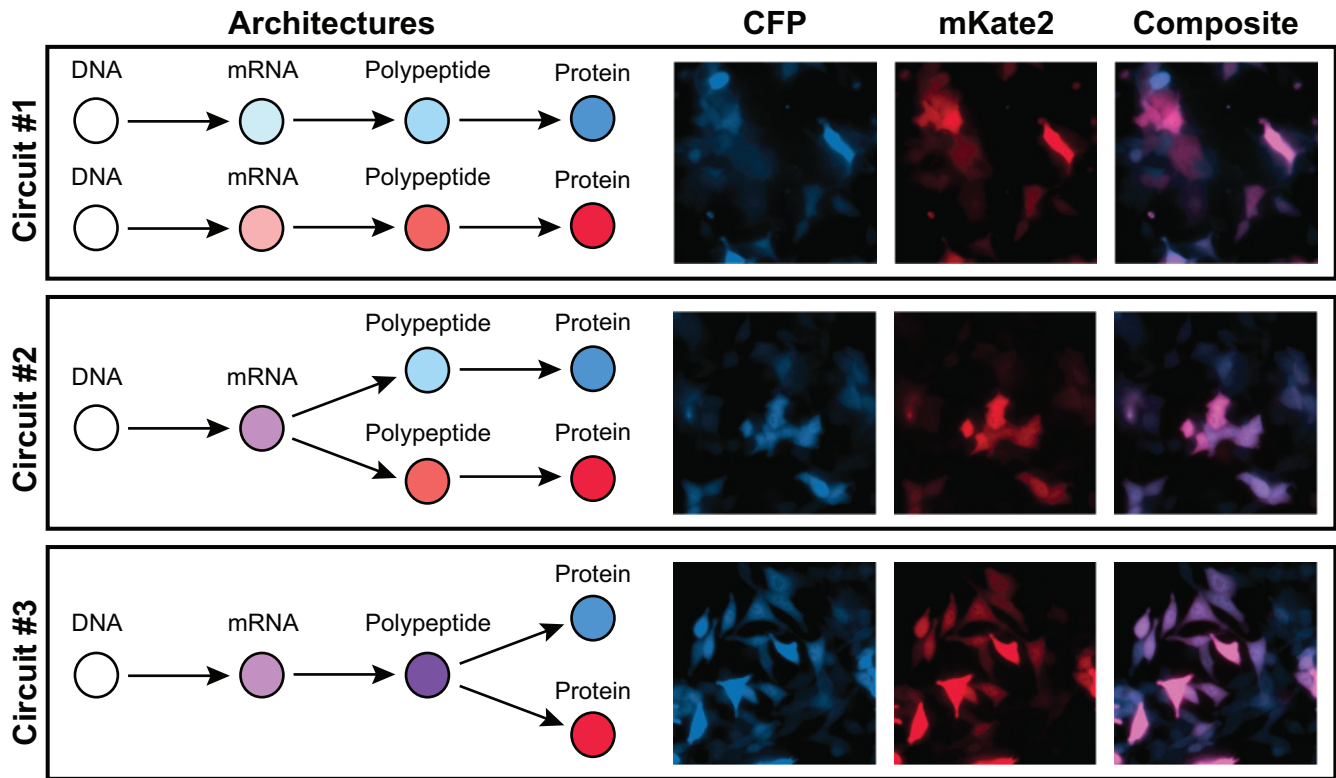 Architectures CFP mKate2 Composite
Circuit #1
DNA mRNA Polypeptide Protein
DNA mRNA Polypeptide Protein
Circuit #2
Polypeptide Protein
DNA mRNA
Polypeptide Protein
Circuit #3
Protein
DNA mRNA Polypeptide
Protein